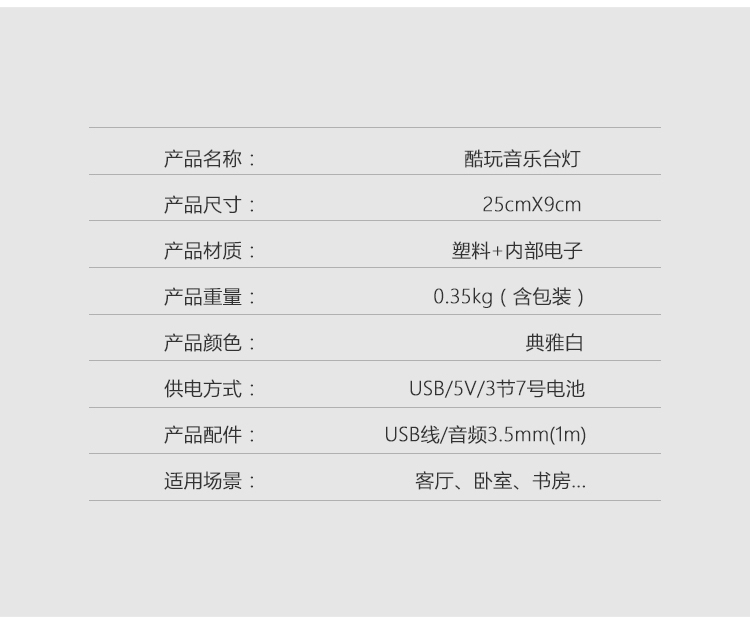 产品名称： 酷玩音乐台灯
产品尺寸： 25cmX9cm
产品材质： 塑料+内部电子
产品重量： 0.35kg（含包装）
产品颜色： 典雅白
供电方式： USB/5V/3节7号电池
产品配件： USB线/音频3.5mm(1m)
适用场景： 客厅、卧室、书房...